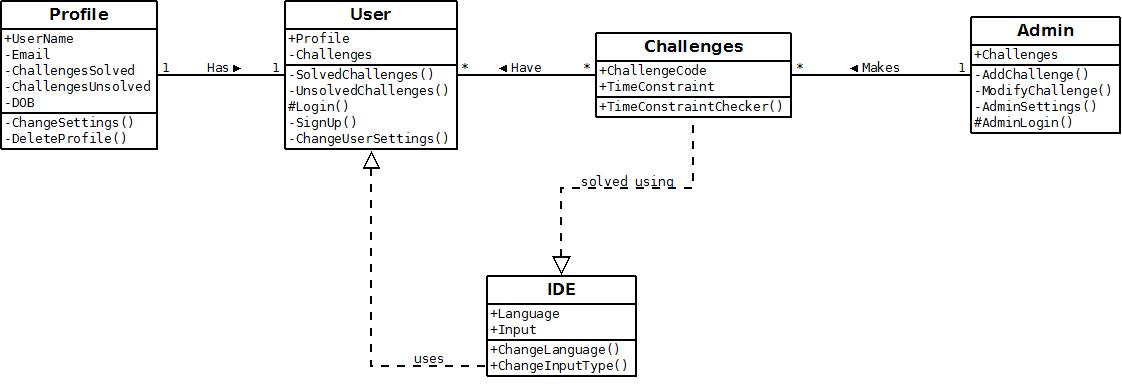 Profile
+UserName
-Email
-ChallengesSolved
-ChallengesUnsolved
-DOB
-ChangeSettings()
-DeleteProfile()
1 Has ► 1
User
+Profile
-Challenges
-SolvedChallenges()
-UnsolvedChallenges()
#Login()
-SignUp()
-ChangeUserSettings()
* ◄ Have *
Challenges
+ChallengeCode
+TimeConstraint
+TimeConstraintChecker()
* ◄ Makes 1
Admin
+Challenges
-AddChallenge()
-ModifyChallenge()
-AdminSettings()
#AdminLogin()
solved using
IDE
+Language
+Input
+ChangeLanguage()
+ChangeInputType()
uses